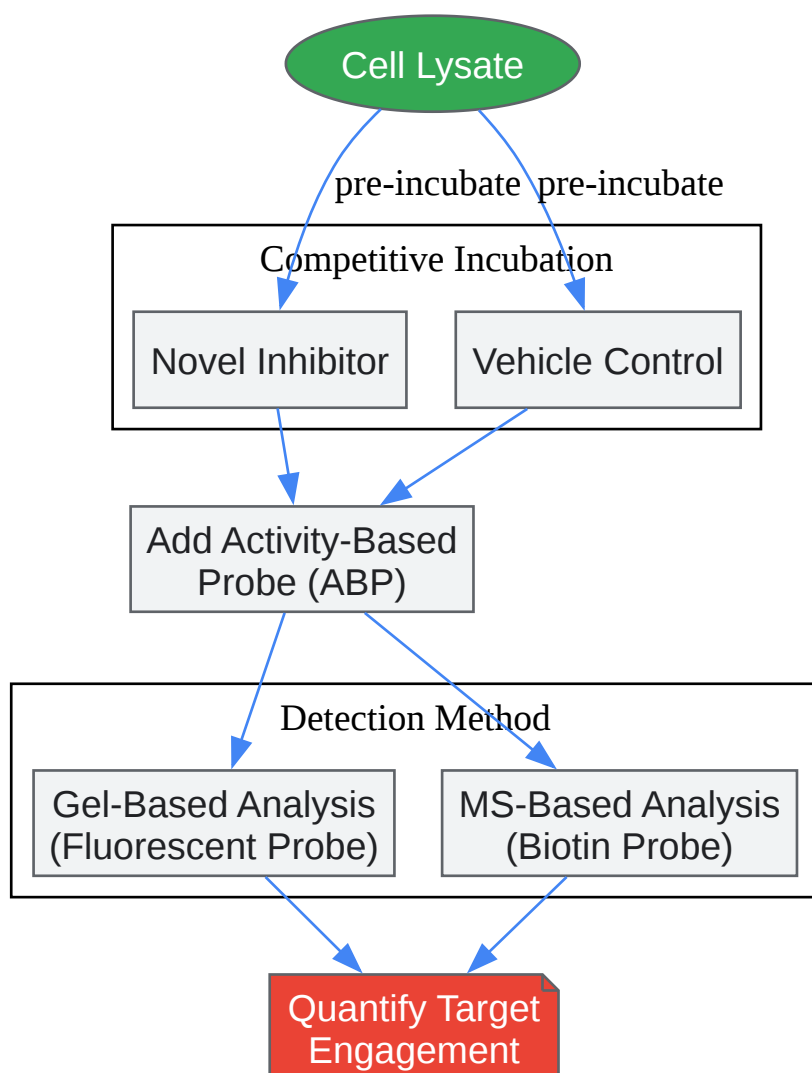 Cell Lysate
pre-incubate
pre-incubate
Competitive Incubation
Novel Inhibitor
Vehicle Control
Add Activity-Based
Probe (ABP)
Detection Method
Gel-Based Analysis
(Fluorescent Probe)
MS-Based Analysis
(Biotin Probe)
Quantify Target
Engagement